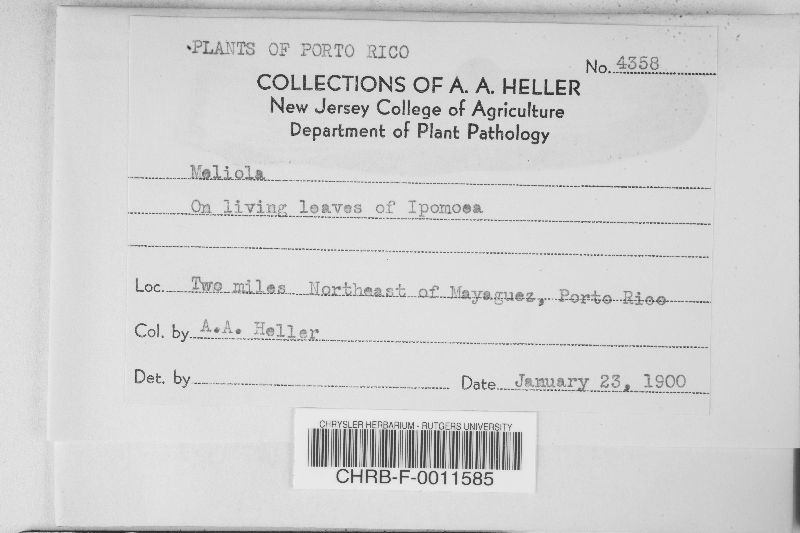 PLANTS OF PORTO RICO
No. 4358
COLLECTIONS OF A. A. HELLER
New Jersey College of Agriculture
Department of Plant Pathology
Meliola
On living leaves of Ipomoea
Loc. Two miles Northeast of Mayaguez, Porto Rico
Col. by A.A. Heller
Det. by
Date January 23, 1900
CHRYSLER HERBARIUM - RUTGERS UNIVERSITY
CHRB-F-0011585